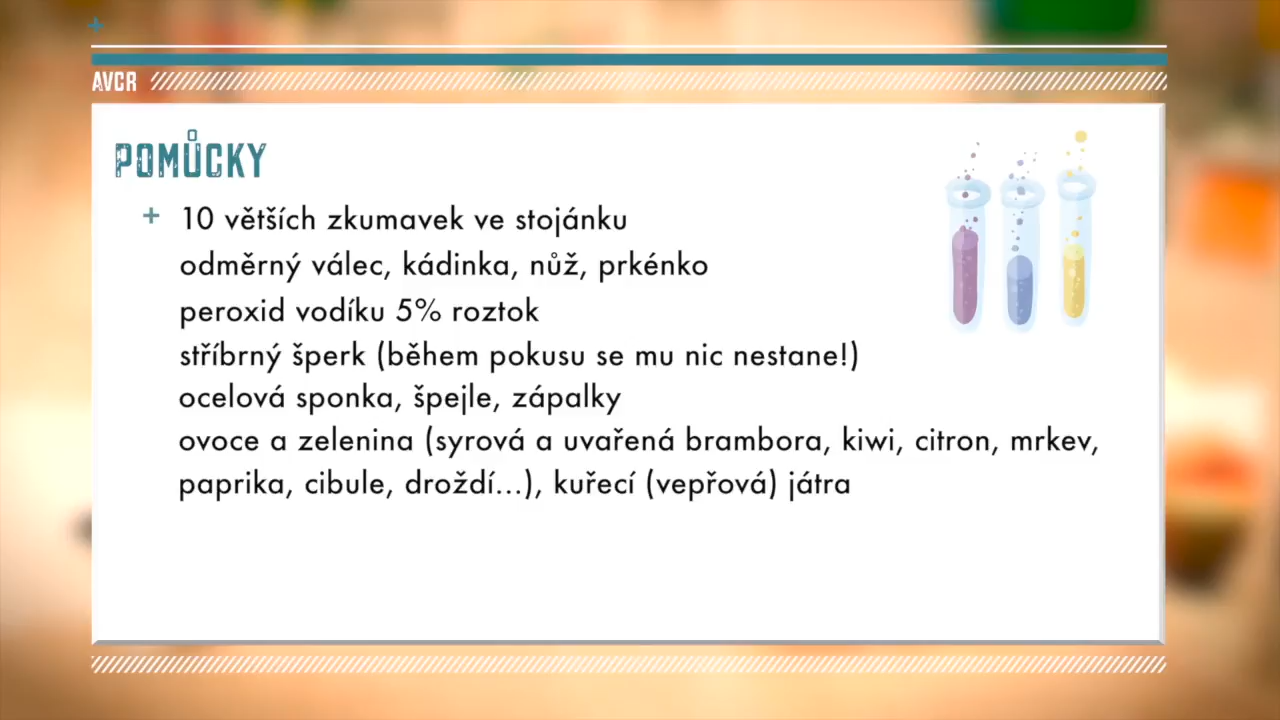 AVCR
POMŮCKY
+ 10 větších zkumavek ve stojánku
odměrný válec, kádinka, nůž, prkénko
peroxid vodíku 5% roztok
stříbrný šperk (během pokusu se mu nic nestane!)
ocelová sponka, špejle, zápalky
ovoce a zelenina (syrová a uvařená brambora, kiwi, citron, mrkev,
paprika, cibule, droždí...), kuřecí (vepřová) játra